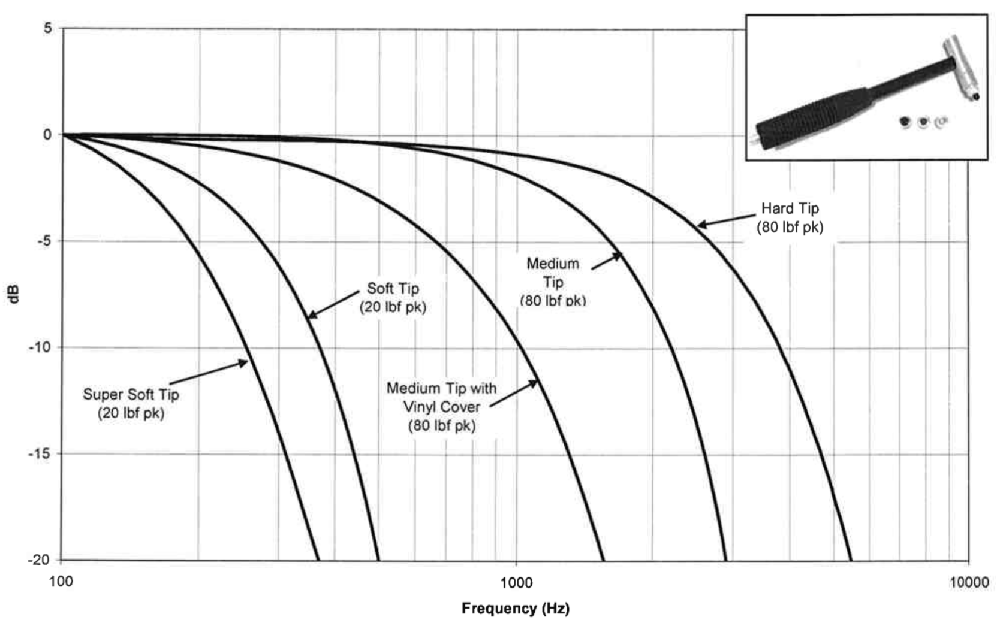 5
0
-5
-10
-15
-20
dB
100
1000
10000
Frequency (Hz)
Hard Tip
(80 lbf pk)
Medium
Tip
(80 lbf pk)
Soft Tip
(20 lbf pk)
Medium Tip with
Vinyl Cover
(80 lbf pk)
Super Soft Tip
(20 lbf pk)